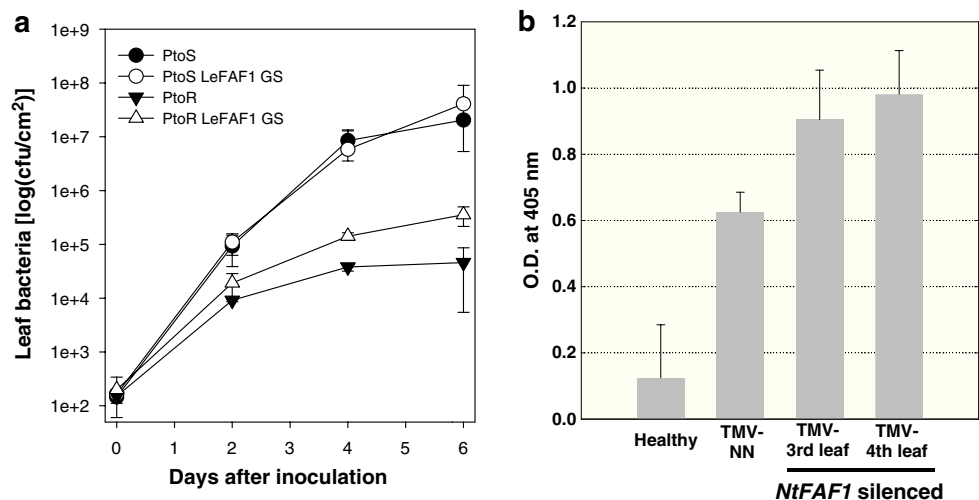 a
Leaf bacteria [log(cfu/cm²)]
1e+9
1e+8
1e+7
1e+6
1e+5
1e+4
1e+3
1e+2
PtoS
PtoS LeFAF1 GS
PtoR
PtoR LeFAF1 GS
0 1 2 3 4 5 6
Days after inoculation
b
O.D. at 405 nm
1.2
1.0
0.8
0.6
0.4
0.2
0.0
Healthy
TMV-
NN
TMV-
3rd leaf
TMV-
4th leaf
NtFAF1 silenced